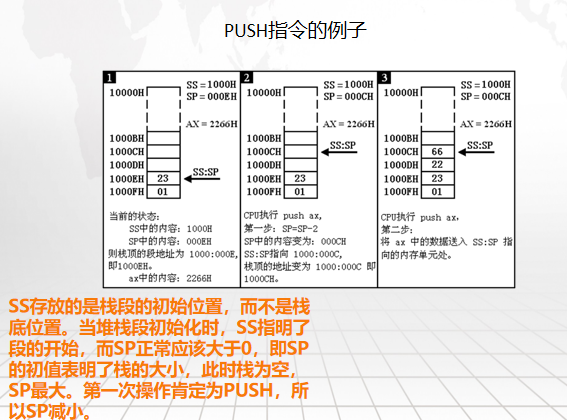 PUSH指令的例子
1
SS=1000H
SP=000EH
10000H
AX=2266H
1000BH
1000CH
1000DH
1000EH 23 SS:SP
1000FH 01
当前的状态:
SS中的内容: 1000H
SP中的内容: 000EH
则栈顶的段地址为 1000:000E,
即1000EH。
ax中的内容: 2266H
2
SS=1000H
SP=000CH
10000H
AX=2266H
1000BH
1000CH SS:SP
1000DH
1000EH 23
1000FH 01
CPU执行 push ax,
第一步: SP=SP-2
SP中的内容变为: 000CH
SS:SP指向 1000:000C,
栈顶的地址变为 1000:000C 即
1000CH。
3
SS=1000H
SP=000CH
10000H
AX=2266H
1000BH
1000CH 66 SS:SP
1000DH 22
1000EH 23
1000FH 01
CPU执行 push ax,
第二步:
将 ax 中的数据送入 SS:SP 指
向的内存单元处。
SS存放的是栈段的初始位置，而不是栈
底位置。当堆栈段初始化时，SS指明了
段的开始，而SP正常应该大于0，即SP
的初值表明了栈的大小，此时栈为空，
SP最大。第一次操作肯定为PUSH，所
以SP减小。